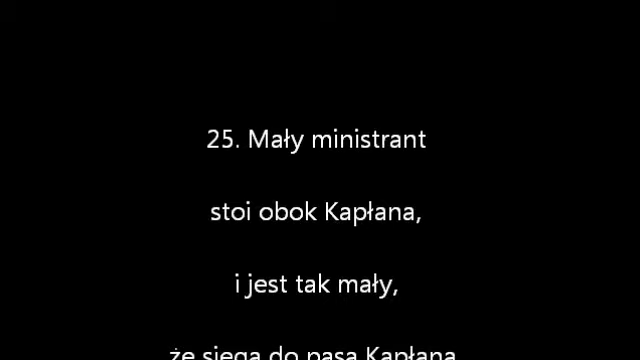 25. Mały ministrant
stoi obok Kapłana,
i jest tak mały,
że sięga do pasa Kapłana